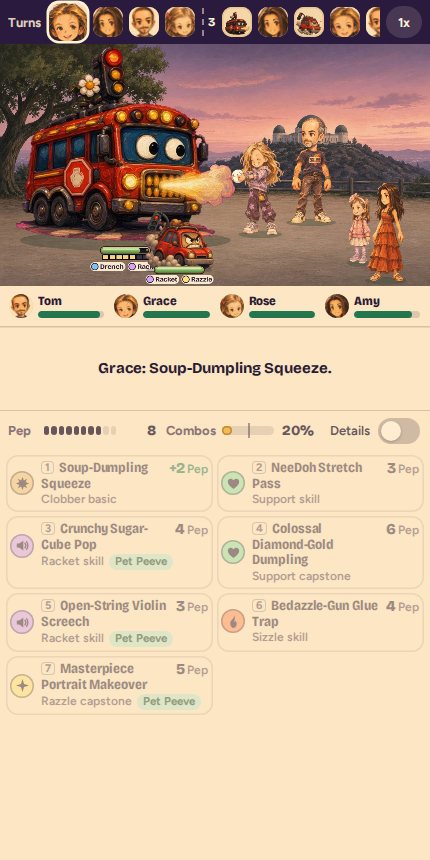 Turns
3
1x
Drench
Rack
Racket
Razzle
Tom
Grace
Rose
Amy
Grace: Soup-Dumpling Squeeze.
Pep
8
Combos
20%
Details
1 Soup-Dumpling +2 Pep
Squeeze
Clobber basic
2 NeeDoh Stretch 3 Pep
Pass
Support skill
3 Crunchy Sugar- 4 Pep
Cube Pop
Racket skill Pet Peeve
4 Colossal 6 Pep
Diamond-Gold
Dumpling
Support capstone
5 Open-String Violin 3 Pep
Screech
Racket skill Pet Peeve
6 Bedazzle-Gun Glue 4 Pep
Trap
Sizzle skill
7 Masterpiece 5 Pep
Portrait Makeover
Razzle capstone Pet Peeve